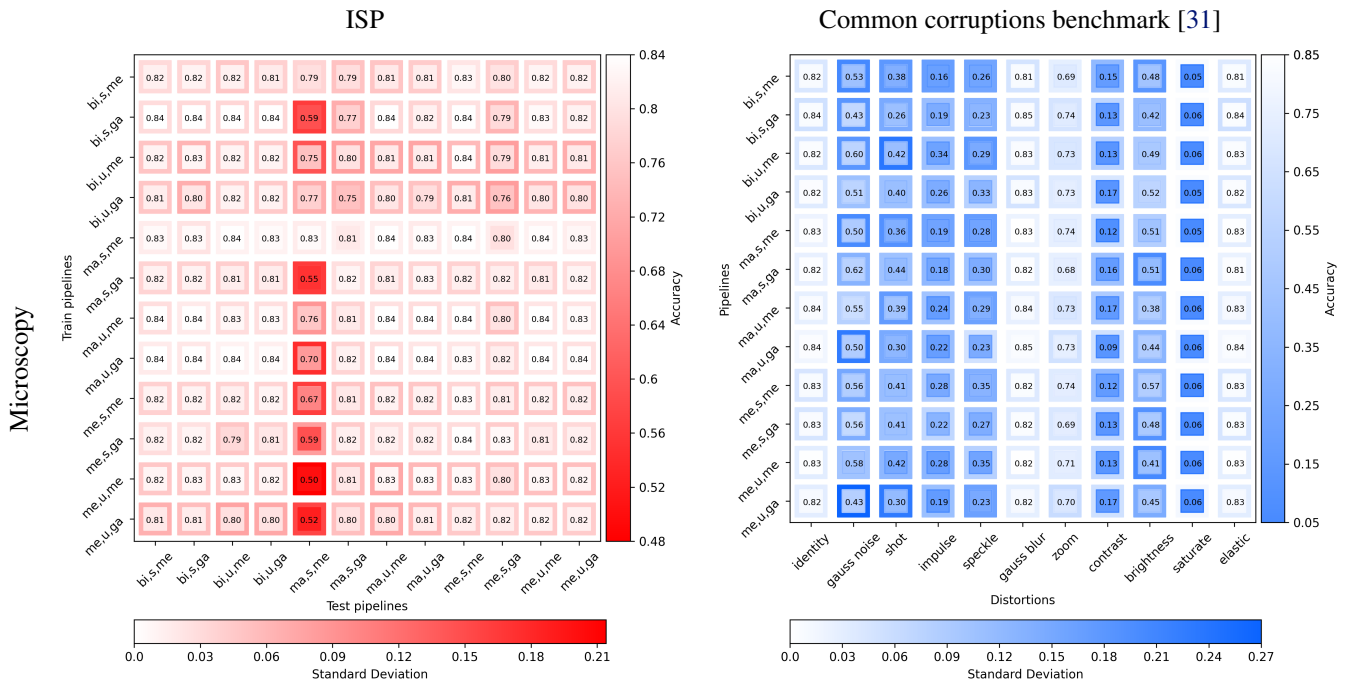 ISP
Common corruptions benchmark [31]
Microscopy
Train pipelines
bi,s,me 0.82 0.82 0.82 0.81 0.79 0.79 0.81 0.81 0.83 0.80 0.82 0.82
bi,s,ga 0.84 0.84 0.84 0.84 0.59 0.77 0.84 0.82 0.84 0.79 0.83 0.82
bi,u,me 0.82 0.83 0.82 0.82 0.75 0.80 0.81 0.81 0.84 0.79 0.81 0.81
bi,u,ga 0.81 0.80 0.82 0.82 0.77 0.75 0.80 0.79 0.81 0.76 0.80 0.80
ma,s,me 0.83 0.83 0.84 0.83 0.83 0.81 0.84 0.83 0.84 0.80 0.84 0.83
ma,s,ga 0.82 0.82 0.81 0.81 0.55 0.82 0.81 0.83 0.82 0.82 0.81 0.82
ma,u,me 0.84 0.84 0.83 0.83 0.76 0.81 0.84 0.84 0.84 0.80 0.84 0.83
ma,u,ga 0.84 0.84 0.84 0.84 0.70 0.82 0.84 0.84 0.83 0.82 0.84 0.84
me,s,me 0.82 0.82 0.82 0.82 0.67 0.81 0.82 0.82 0.83 0.81 0.82 0.82
me,s,ga 0.82 0.82 0.79 0.81 0.59 0.82 0.82 0.82 0.84 0.83 0.81 0.82
me,u,me 0.82 0.83 0.83 0.82 0.50 0.81 0.83 0.83 0.83 0.80 0.82 0.82
me,u,ga 0.81 0.81 0.80 0.80 0.52 0.80 0.80 0.81 0.82 0.82 0.82 0.82
bi,s,me bi,s,ga bi,u,me bi,u,ga ma,s,me ma,s,ga ma,u,me ma,u,ga me,s,me me,s,ga me,u,me me,u,ga
Test pipelines
0.84
0.8
0.76
0.72
0.68
0.64
0.6
0.56
0.52
0.48
Accuracy
0.0 0.03 0.06 0.09 0.12 0.15 0.18 0.21
Standard Deviation
Pipelines
bi,s,me 0.82 0.53 0.38 0.16 0.26 0.81 0.69 0.15 0.48 0.05 0.81
bi,s,ga 0.84 0.43 0.26 0.19 0.23 0.85 0.74 0.13 0.42 0.06 0.84
bi,u,me 0.82 0.60 0.42 0.34 0.29 0.83 0.73 0.13 0.49 0.06 0.83
bi,u,ga 0.82 0.51 0.40 0.26 0.33 0.83 0.73 0.17 0.52 0.05 0.82
ma,s,me 0.83 0.50 0.36 0.19 0.28 0.83 0.74 0.12 0.51 0.05 0.83
ma,s,ga 0.82 0.62 0.44 0.18 0.30 0.82 0.68 0.16 0.51 0.06 0.81
ma,u,me 0.84 0.55 0.39 0.24 0.29 0.84 0.73 0.17 0.38 0.06 0.83
ma,u,ga 0.84 0.50 0.30 0.22 0.23 0.85 0.73 0.09 0.44 0.06 0.84
me,s,me 0.83 0.56 0.41 0.28 0.35 0.82 0.74 0.12 0.57 0.06 0.83
me,s,ga 0.83 0.56 0.41 0.22 0.27 0.82 0.69 0.13 0.48 0.06 0.83
me,u,me 0.83 0.58 0.42 0.28 0.35 0.82 0.71 0.13 0.41 0.06 0.83
me,u,ga 0.82 0.43 0.30 0.19 0.23 0.82 0.70 0.17 0.45 0.06 0.83
identity gauss noise shot impulse speckle gauss blur zoom contrast brightness saturate elastic
Distortions
0.85
0.75
0.65
0.55
0.45
0.35
0.25
0.15
0.05
Accuracy
0.0 0.03 0.06 0.09 0.12 0.15 0.18 0.21 0.24 0.27
Standard Deviation